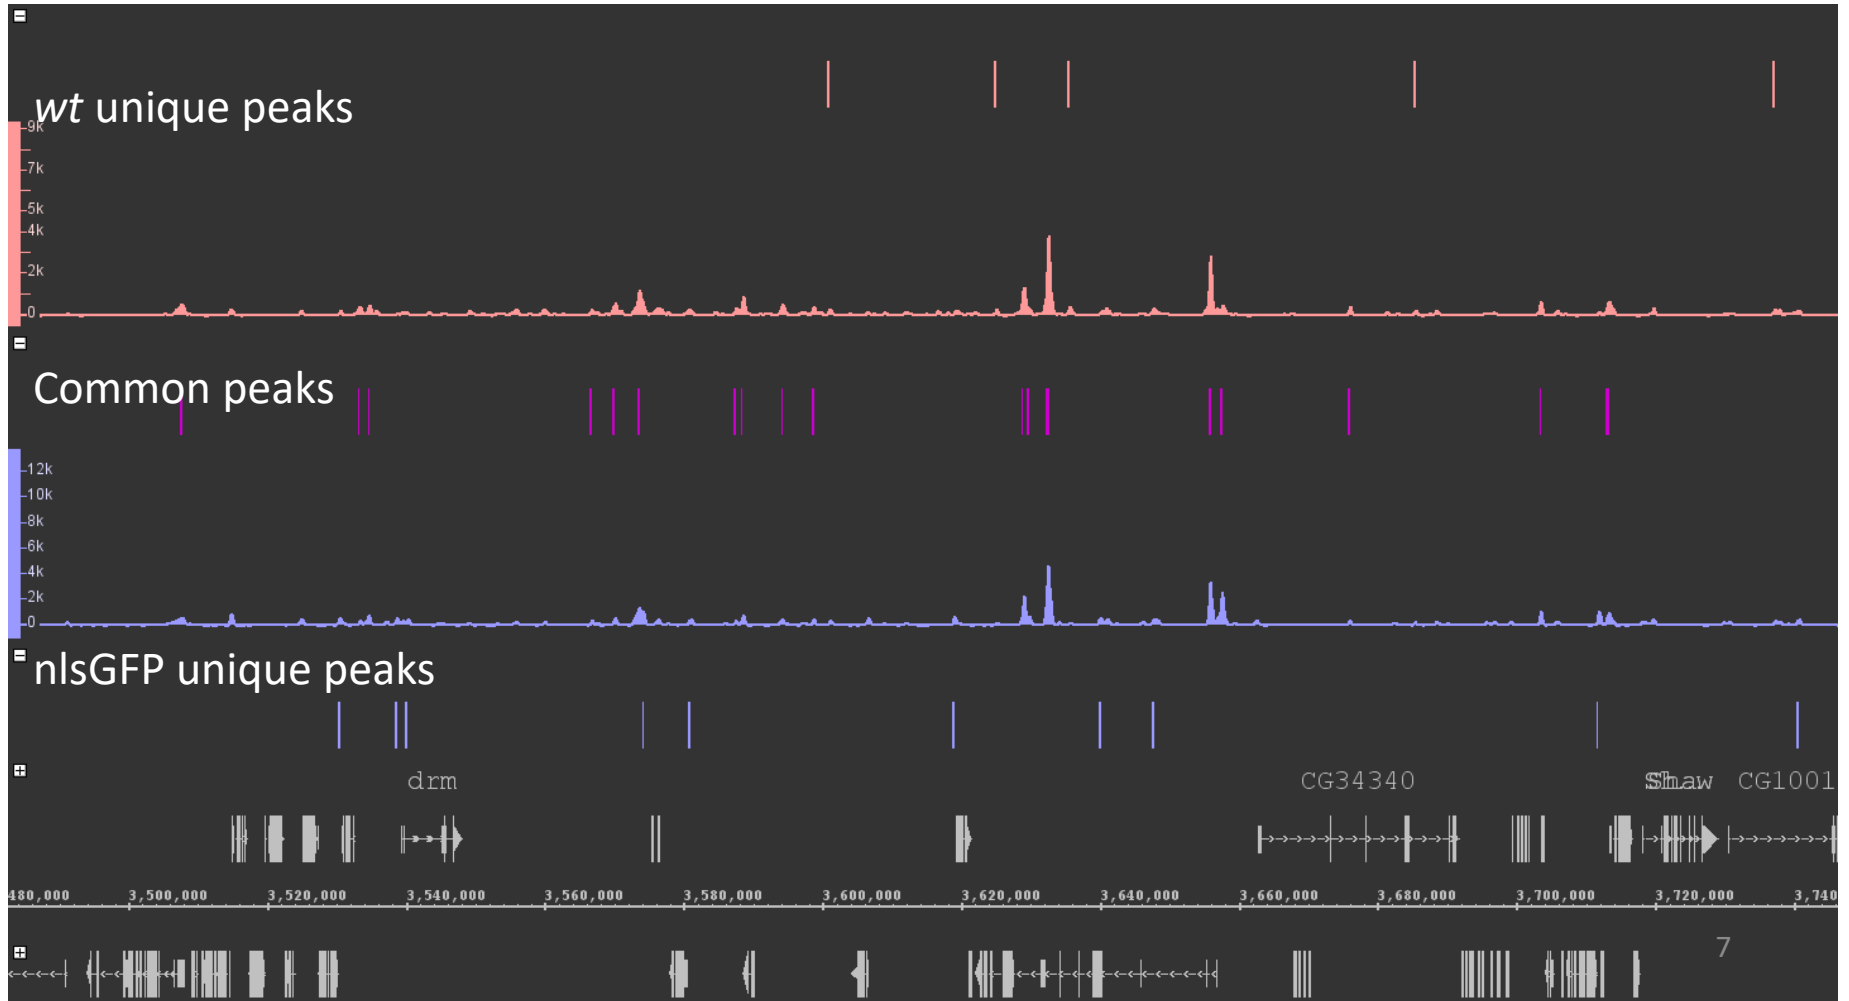 wt unique peaks
9k
7k
5k
4k
2k
0
Common peaks
12k
10k
8k
6k
4k
2k
0
nlsGFP unique peaks
drm CG34340 Shaw CG1001
480,000 3,500,000 3,520,000 3,540,000 3,560,000 3,580,000 3,600,000 3,620,000 3,640,000 3,660,000 3,680,000 3,700,000 3,720,000 3,740
7